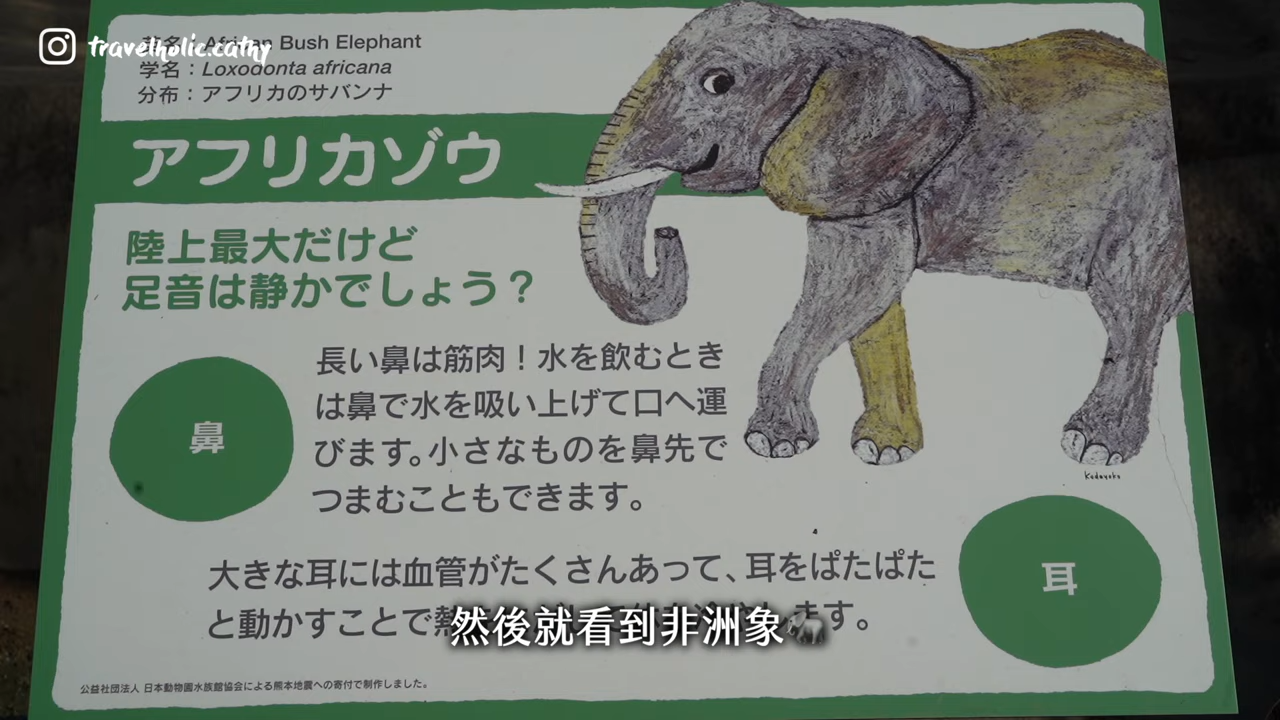 travelholic.cathy
Bush Elephant
学名：Loxodonta africana
分布：アフリカのサバンナ
アフリカゾウ
陸上最大だけど
足音は静かでしょう？
鼻
長い鼻は筋肉！水を飲むとき
は鼻で水を吸い上げて口へ運
びます。小さなものを鼻先で
つまむこともできます。
Kodayoko
大きな耳には血管がたくさんあって、耳をぱたぱた
と動かすことで熱
ます。
耳
然後就看到非洲象🐘
公益社団法人 日本動物園水族館協会による熊本地震への寄付で制作しました。